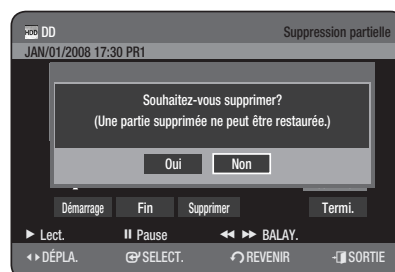 HDD DD Suppression partielle
JAN/01/2008 17:30 PR1
Souhaitez-vous supprimer?
(Une partie supprimée ne peut être restaurée.)
Oui Non
Démarrage Fin Supprimer Termi.
Lect. Pause BALAY.
DÉPLA. SELECT. REVENIR SORTIE